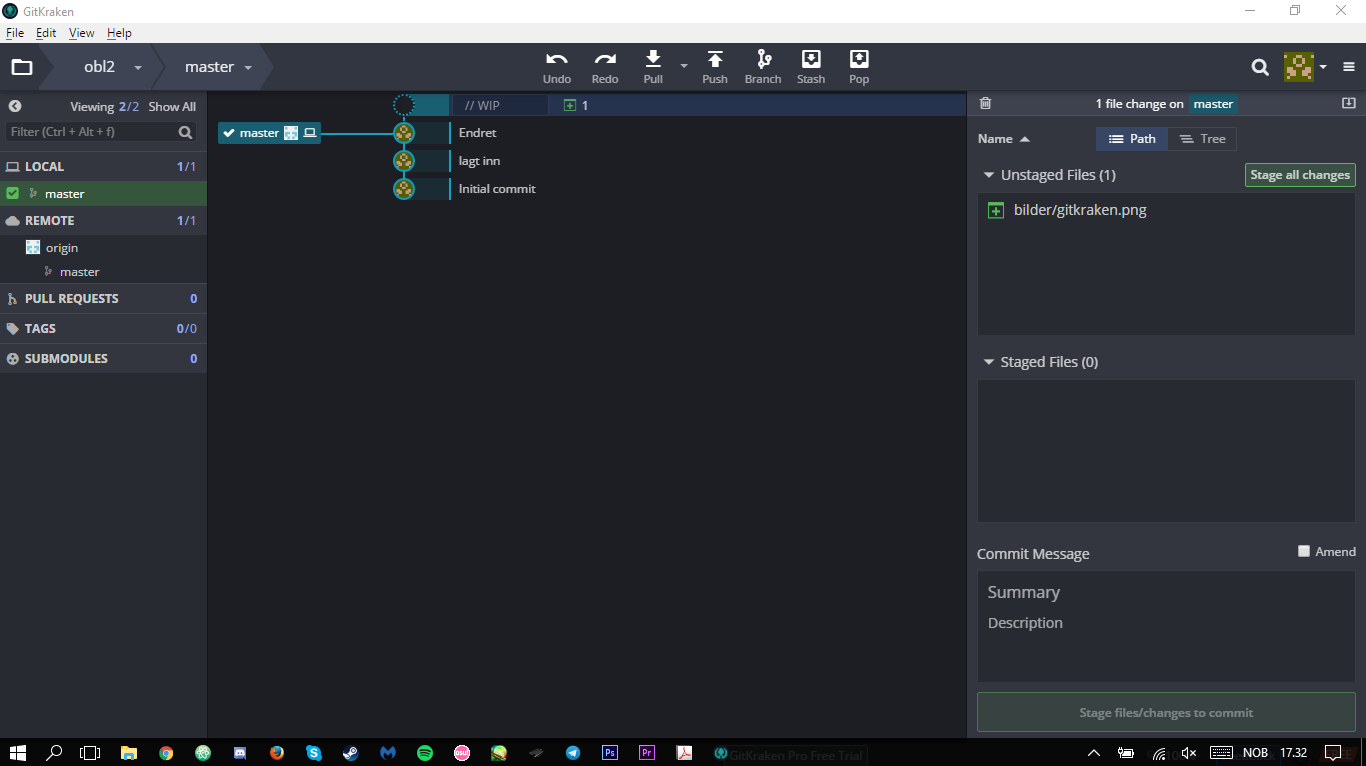 GitKraken
File Edit View Help
obl2 master
Undo Redo Pull Push Branch Stash Pop
Viewing 2/2 Show All
Filter (Ctrl + Alt + f)
LOCAL 1/1
master
REMOTE 1/1
origin
master
PULL REQUESTS 0
TAGS 0/0
SUBMODULES 0
// WIP 1
master Endret
lagt inn
Initial commit
1 file change on master
Name Path Tree
Unstaged Files (1) Stage all changes
bilder/gitkraken.png
Staged Files (0)
Commit Message Amend
Summary
Description
Stage files/changes to commit
osu! Ps Pr GitKraken Pro Free Trial NOB 17.32